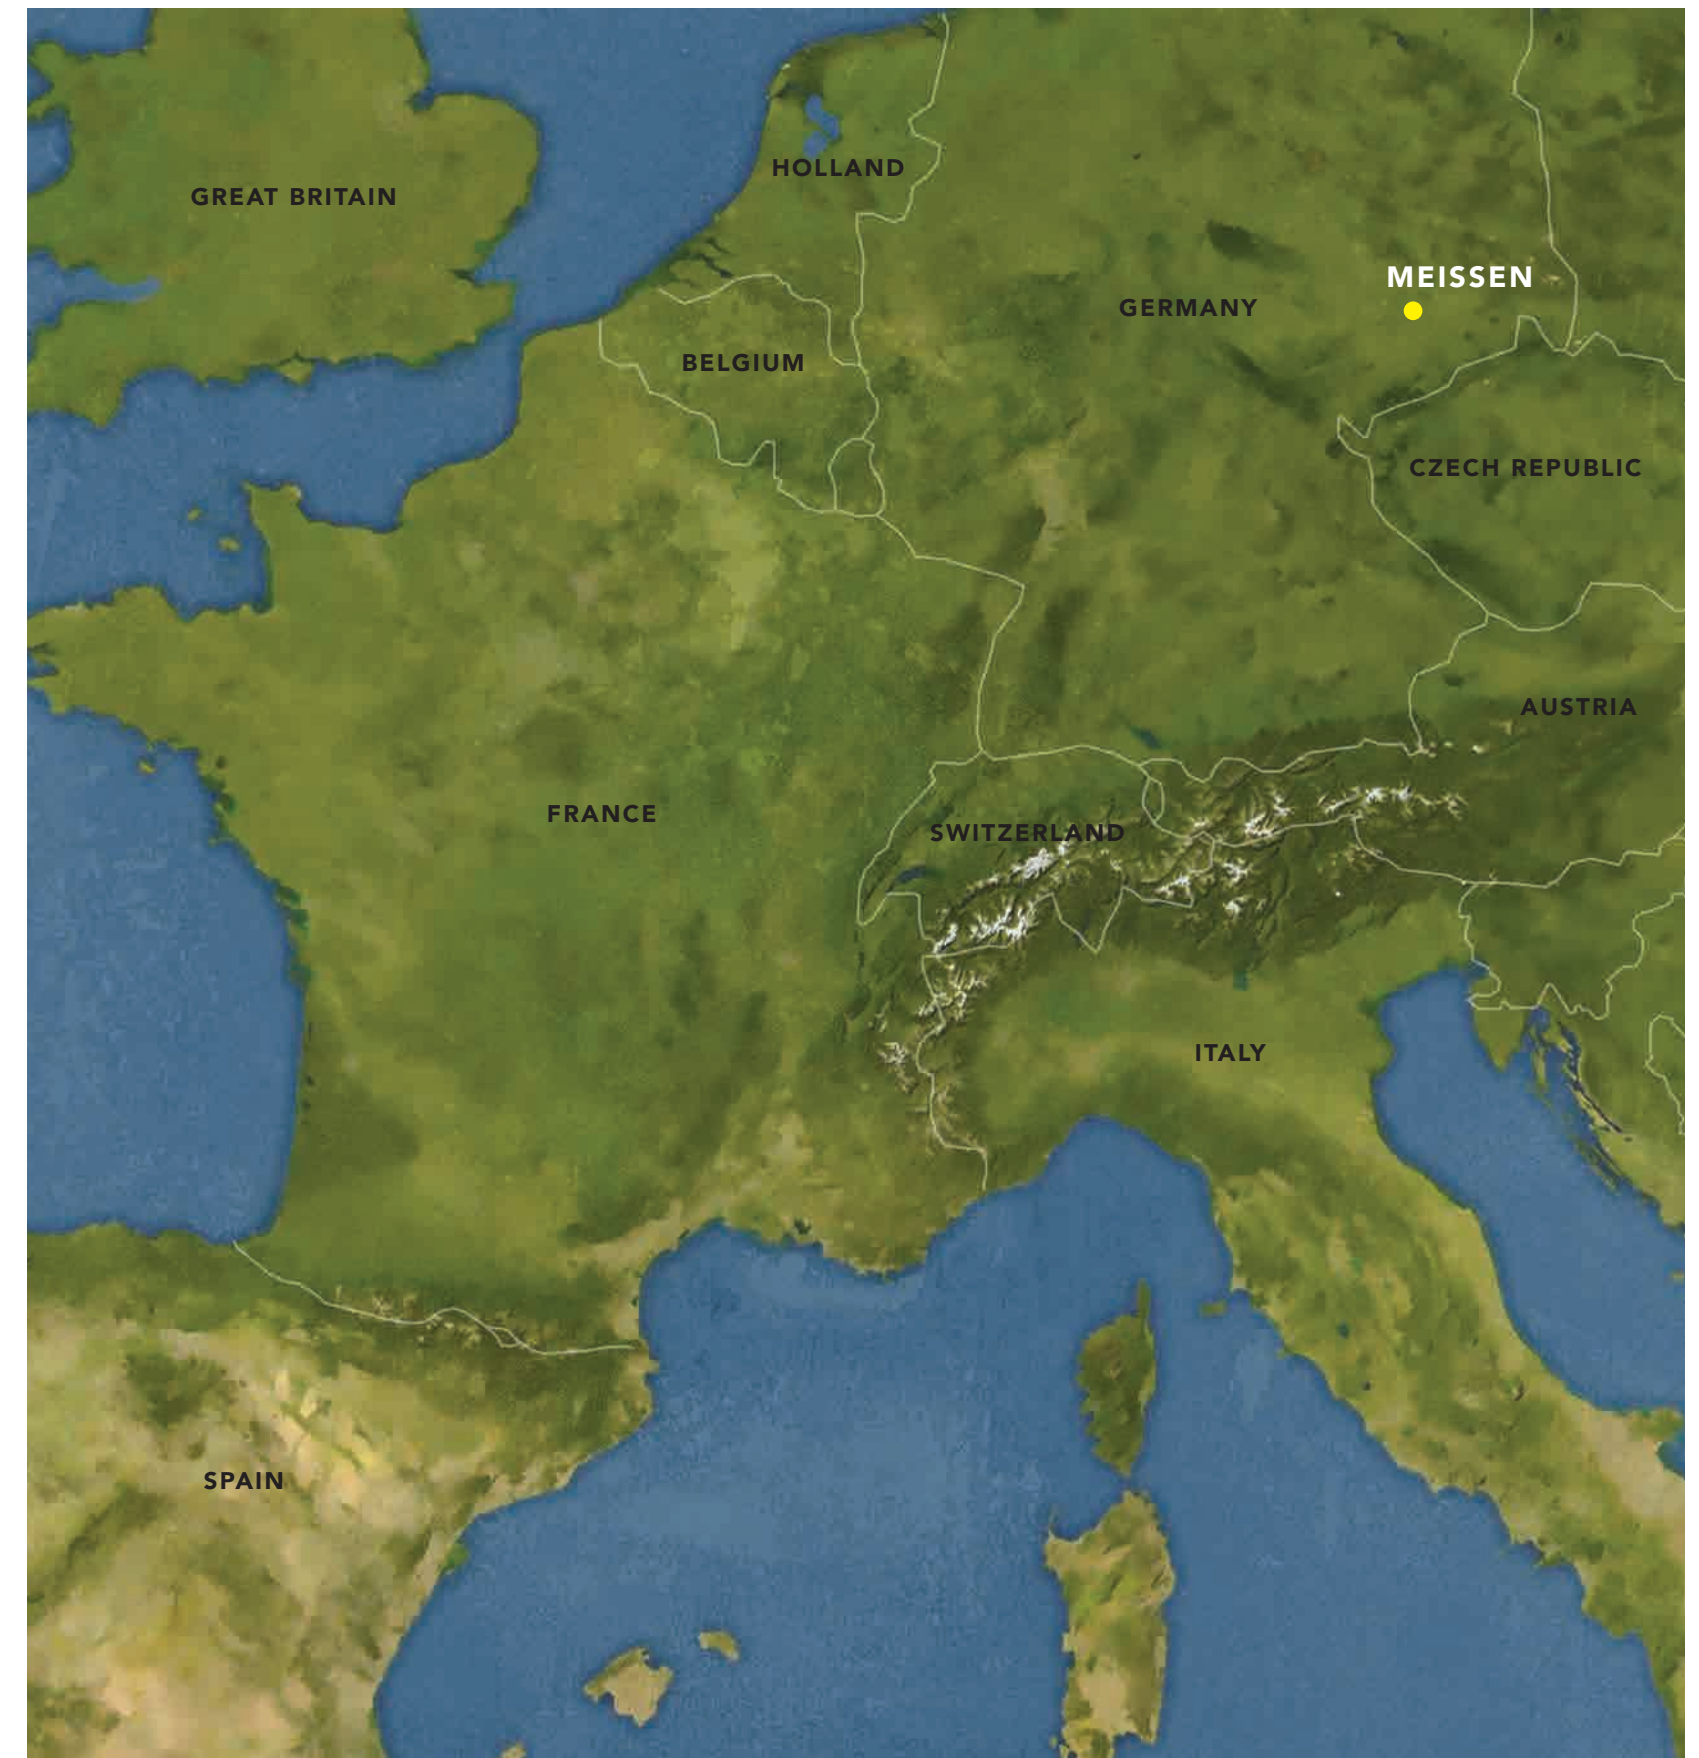 HOLLAND
GREAT BRITAIN
MEISSEN
GERMANY
BELGIUM
CZECH REPUBLIC
AUSTRIA
FRANCE
SWITZERLAND
ITALY
SPAIN